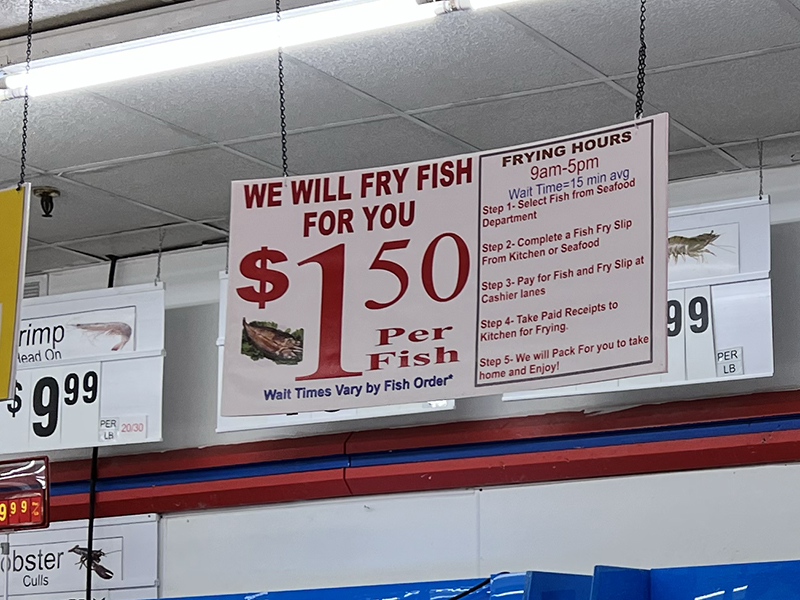 WE WILL FRY FISH
FOR YOU
$1.50
Per
Fish
Wait Times Vary by Fish Order*
FRYING HOURS
9am-5pm
Wait Time=15 min avg
Step 1- Select Fish from Seafood
Department
Step 2- Complete a Fish Fry Slip
From Kitchen or Seafood
Step 3- Pay for Fish and Fry Slip at
Cashier lanes
Step 4- Take Paid Receipts to
Kitchen for Frying.
Step 5- We will Pack For you to take
home and Enjoy!
rimp
Head On
$9.99
PER
LB
20/30
99
PER
LB
9.99
obster
Culls